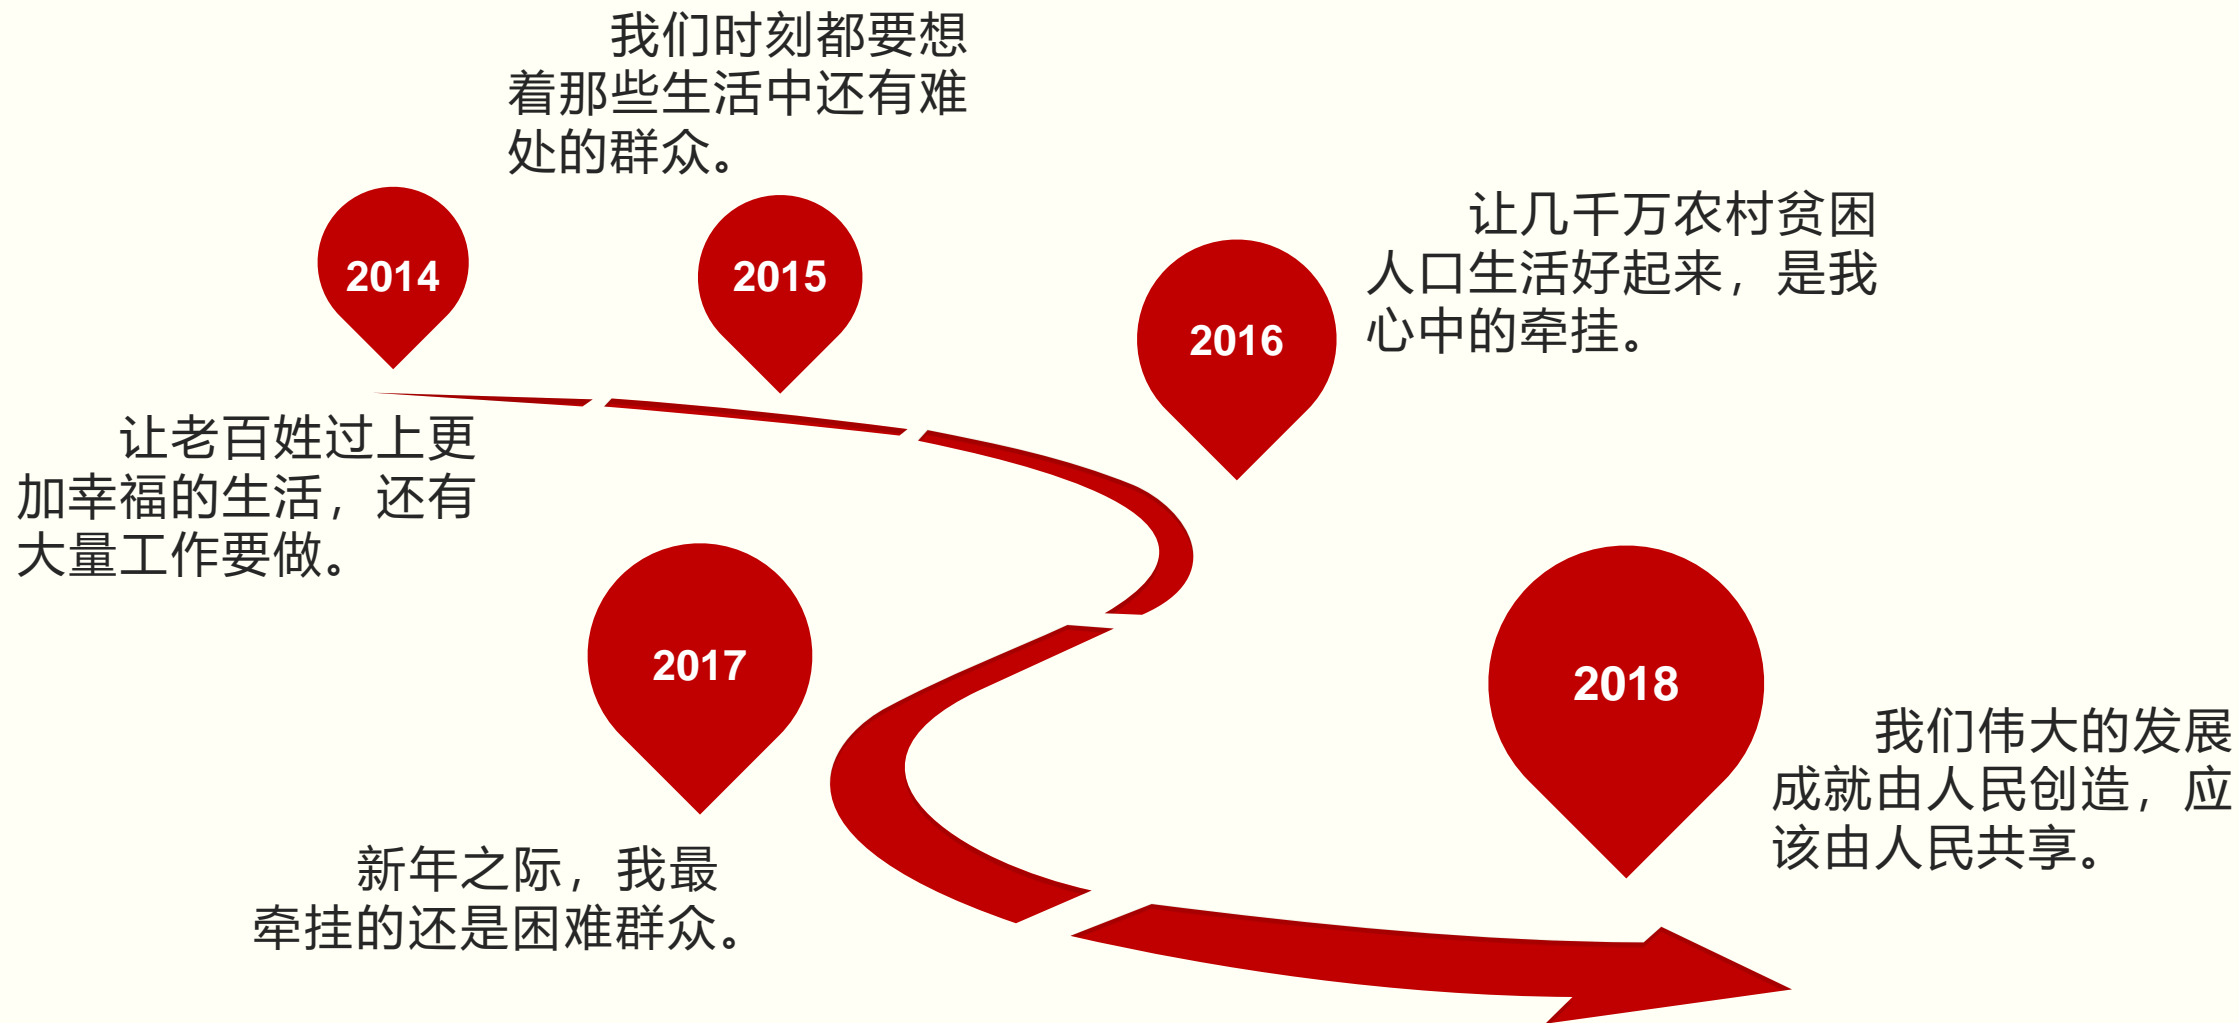 2014
让老百姓过上更
加幸福的生活，还有
大量工作要做。
2015
我们时刻都要想
着那些生活中还有难
处的群众。
2016
让几千万农村贫困
人口生活好起来，是我
心中的牵挂。
2017
新年之际，我最
牵挂的还是困难群众。
2018
我们伟大的发展
成就由人民创造，应
该由人民共享。